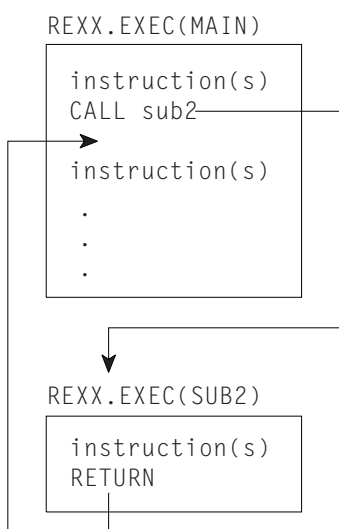 REXX.EXEC(MAIN)
instruction(s)
CALL sub2
instruction(s)
.
.
.
REXX.EXEC(SUB2)
instruction(s)
RETURN